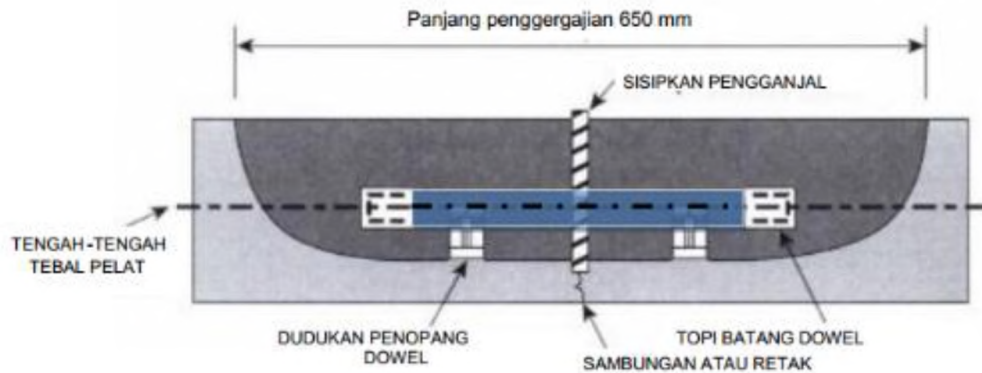 Panjang penggergajian 650 mm
SISIPKAN PENGGANJAL
TENGAH-TENGAH
TEBAL PELAT
DUDUKAN PENOPANG
DOWEL
TOPI BATANG DOWEL
SAMBUNGAN ATAU RETAK